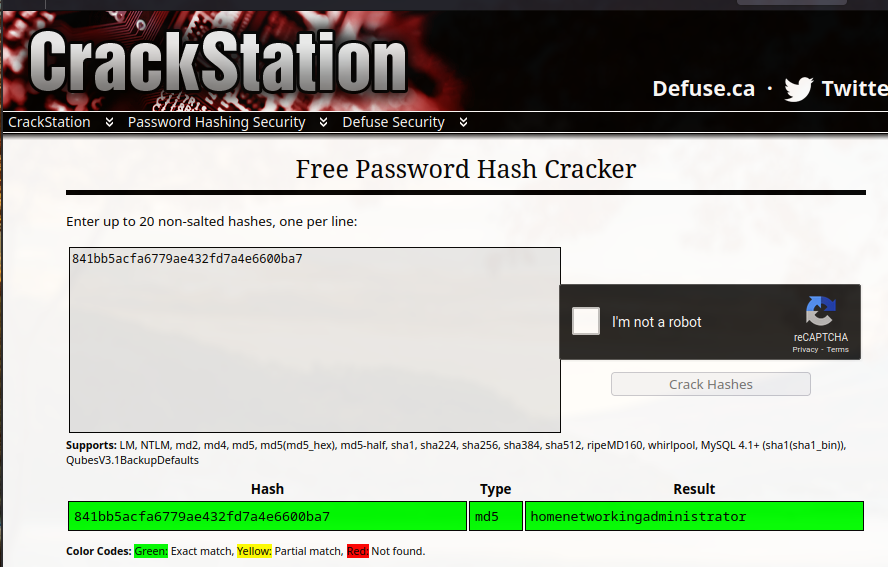 CrackStation
Defuse.ca · Twitte
CrackStation Password Hashing Security Defuse Security
Free Password Hash Cracker
Enter up to 20 non-salted hashes, one per line:
841bb5acfa6779ae432fd7a4e6600ba7
I'm not a robot
reCAPTCHA
Privacy - Terms
Crack Hashes
Supports: LM, NTLM, md2, md4, md5, md5(md5_hex), md5-half, sha1, sha224, sha256, sha384, sha512, ripeMD160, whirlpool, MySQL 4.1+ (sha1(sha1_bin)),
QubesV3.1BackupDefaults
Hash Type Result
841bb5acfa6779ae432fd7a4e6600ba7 md5 homenetworkingadministrator
Color Codes: Green: Exact match, Yellow: Partial match, Red: Not found.